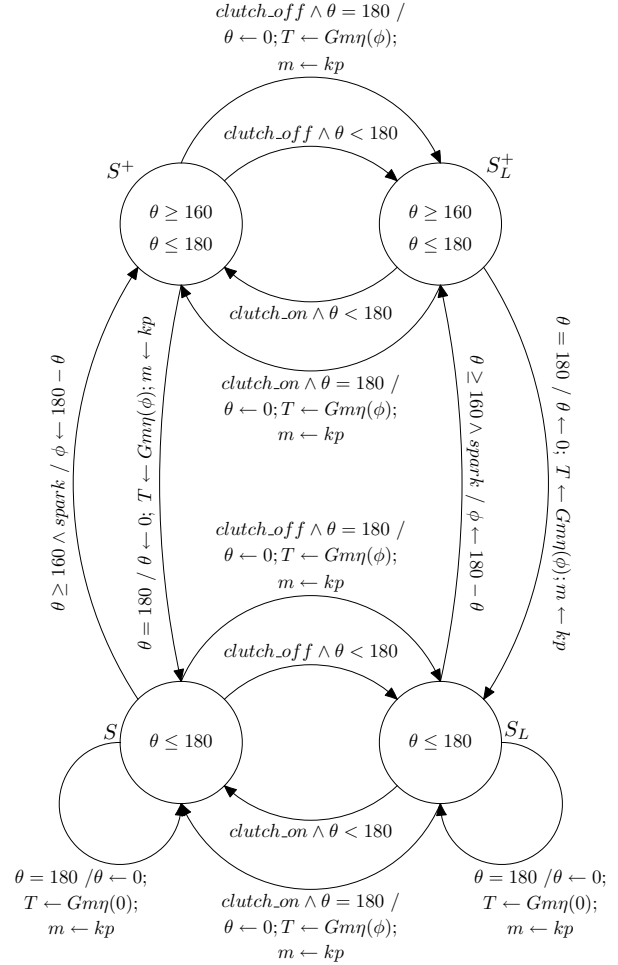 clutch_off ∧ θ = 180 /
θ ← 0; T ← Gmη(ϕ);
m ← kp
clutch_off ∧ θ < 180
S⁺
S_L⁺
θ ≥ 160
θ ≤ 180
θ ≥ 160
θ ≤ 180
clutch_on ∧ θ < 180
clutch_on ∧ θ = 180 /
θ ← 0; T ← Gmη(ϕ);
m ← kp
θ ≥ 160 ∧ spark / ϕ ← 180 − θ
θ = 180 / θ ← 0; T ← Gmη(ϕ); m ← kp
θ ≥ 160 ∧ spark / ϕ ← 180 − θ
θ = 180 / θ ← 0; T ← Gmη(ϕ); m ← kp
clutch_off ∧ θ = 180 /
θ ← 0; T ← Gmη(ϕ);
m ← kp
clutch_off ∧ θ < 180
S
S_L
θ ≤ 180
θ ≤ 180
clutch_on ∧ θ < 180
θ = 180 /θ ← 0;
T ← Gmη(0);
m ← kp
clutch_on ∧ θ = 180 /
θ ← 0; T ← Gmη(ϕ);
m ← kp
θ = 180 /θ ← 0;
T ← Gmη(0);
m ← kp